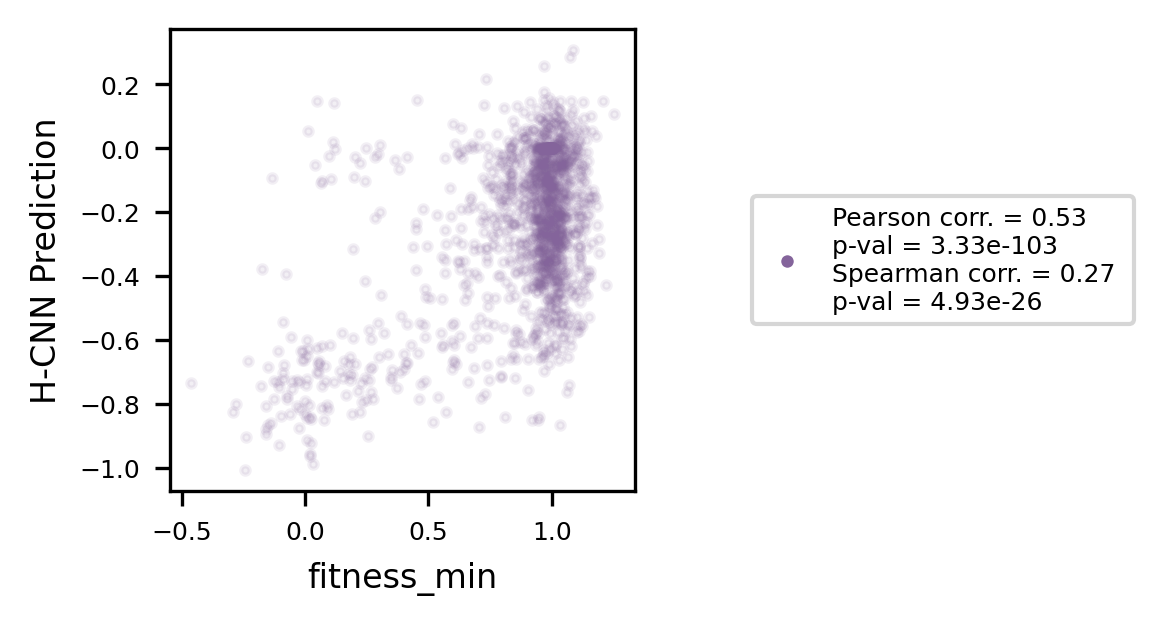 0.2
0.0
−0.2
−0.4
−0.6
−0.8
−1.0
H-CNN Prediction
−0.5
0.0
0.5
1.0
fitness_min
Pearson corr. = 0.53
p-val = 3.33e-103
Spearman corr. = 0.27
p-val = 4.93e-26